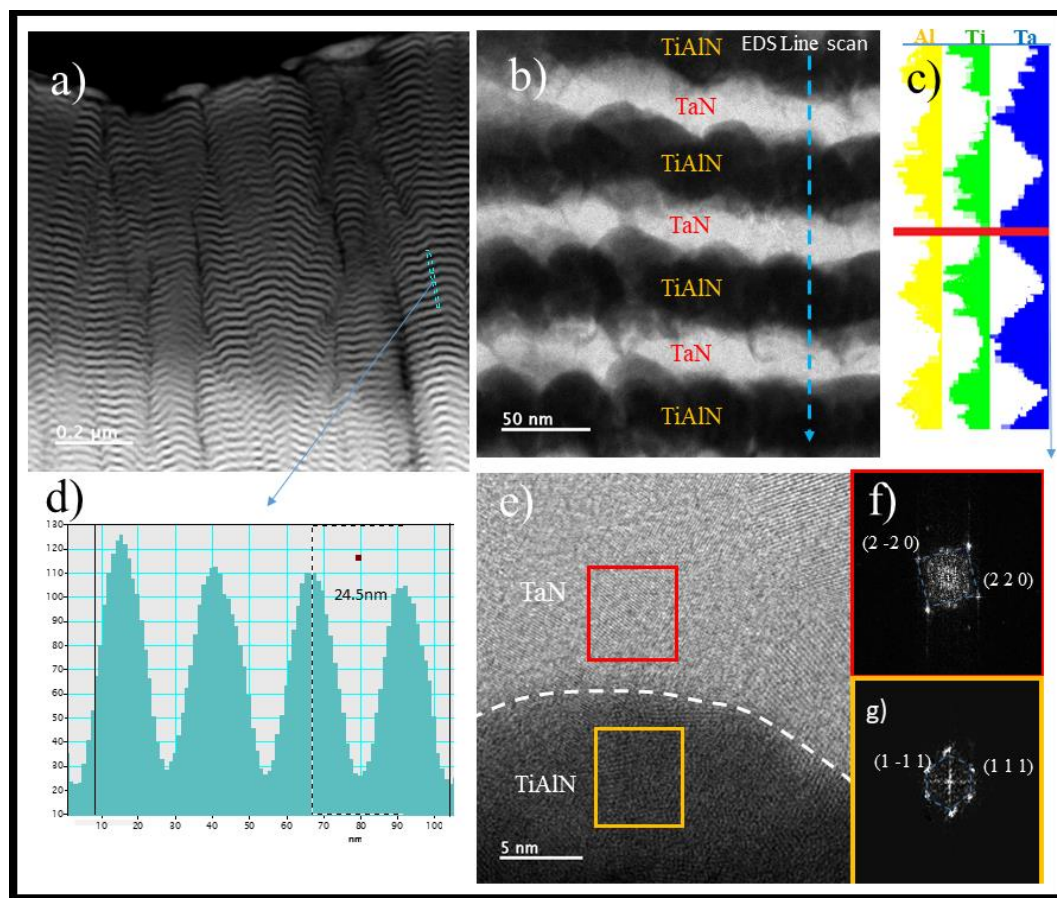 a)
0.2 µm
b)
TiAlN
EDS Line scan
TaN
TiAlN
TaN
TiAlN
TaN
TiAlN
50 nm
Al Ti Ta
c)
d)
130
120
110
100
90
80
70
60
50
40
30
20
10
24.5nm
10 20 30 40 50 60 70 80 90 100
nm
e)
TaN
TiAlN
5 nm
f)
(2 -2 0)
(2 2 0)
g)
(1 -1 1)
(1 1 1)